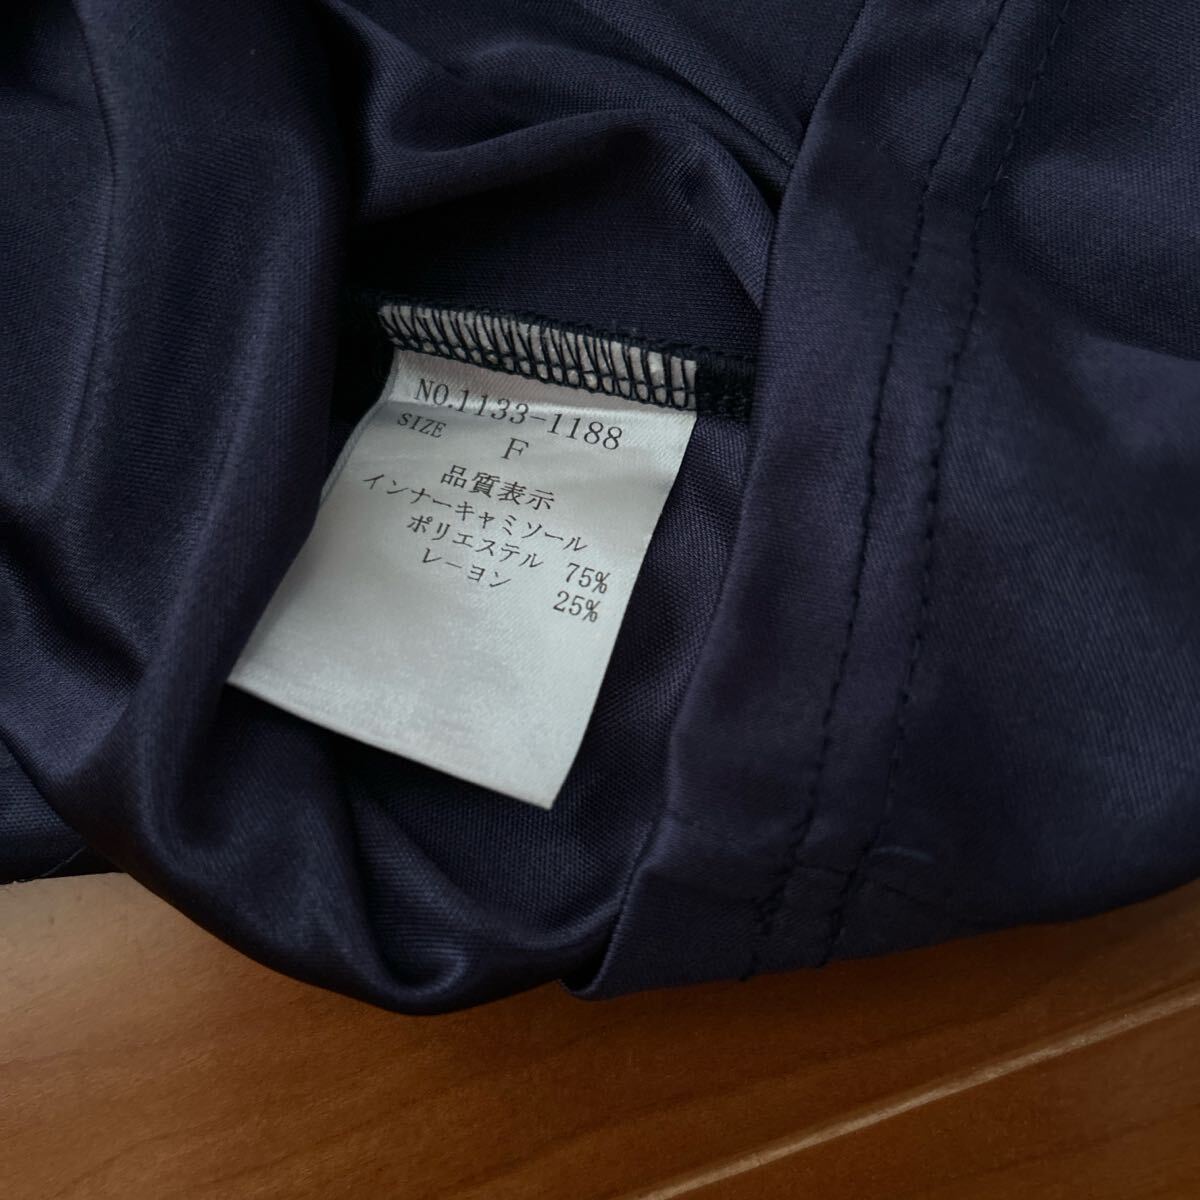 NO.1133-1188
SIZE F
品質表示
インナーキャミソール
ポリエステル 75%
レーヨン 25%